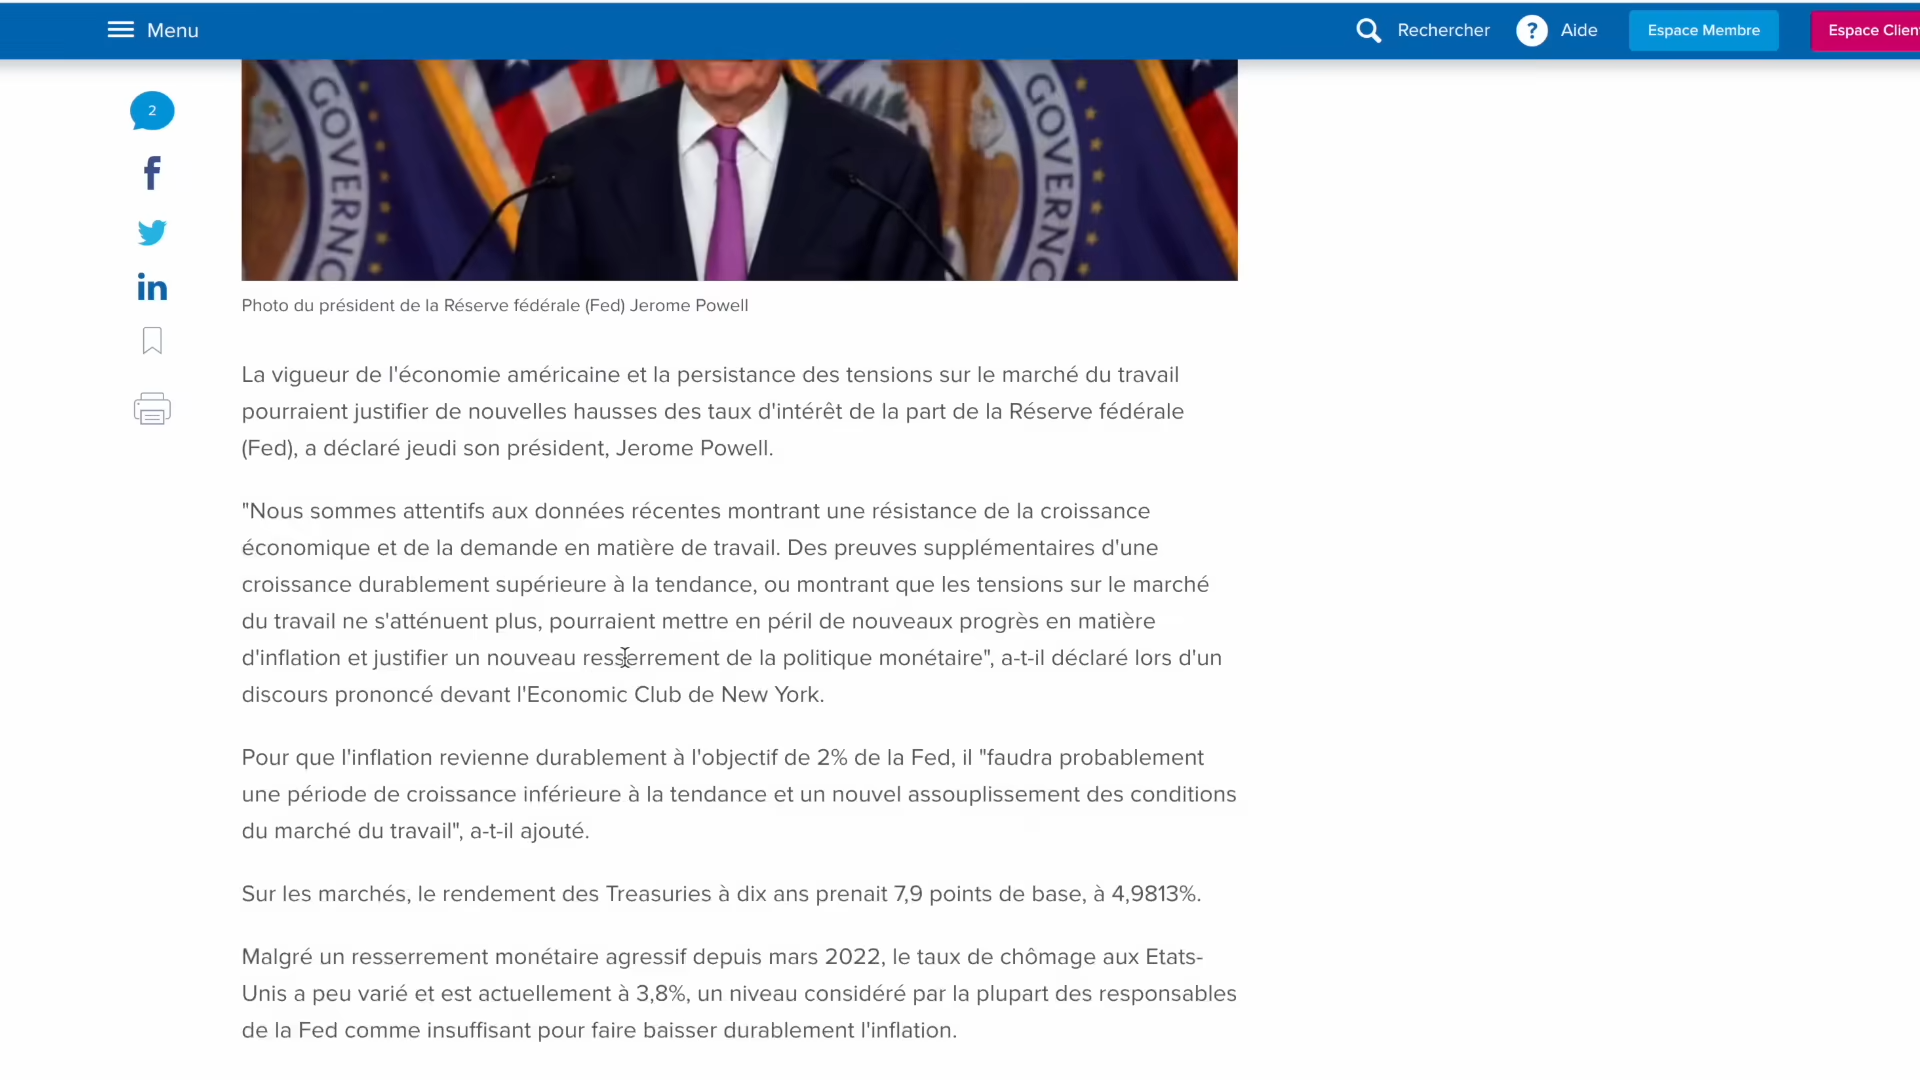 Menu
Rechercher
Aide
Espace Membre
Espace Clien
2
GOVERNO
GOVERNO
Photo du président de la Réserve fédérale (Fed) Jerome Powell
La vigueur de l'économie américaine et la persistance des tensions sur le marché du travail
pourraient justifier de nouvelles hausses des taux d'intérêt de la part de la Réserve fédérale
(Fed), a déclaré jeudi son président, Jerome Powell.
"Nous sommes attentifs aux données récentes montrant une résistance de la croissance
économique et de la demande en matière de travail. Des preuves supplémentaires d'une
croissance durablement supérieure à la tendance, ou montrant que les tensions sur le marché
du travail ne s'atténuent plus, pourraient mettre en péril de nouveaux progrès en matière
d'inflation et justifier un nouveau resserrement de la politique monétaire", a-t-il déclaré lors d'un
discours prononcé devant l'Economic Club de New York.
Pour que l'inflation revienne durablement à l'objectif de 2% de la Fed, il "faudra probablement
une période de croissance inférieure à la tendance et un nouvel assouplissement des conditions
du marché du travail", a-t-il ajouté.
Sur les marchés, le rendement des Treasuries à dix ans prenait 7,9 points de base, à 4,9813%.
Malgré un resserrement monétaire agressif depuis mars 2022, le taux de chômage aux Etats-
Unis a peu varié et est actuellement à 3,8%, un niveau considéré par la plupart des responsables
de la Fed comme insuffisant pour faire baisser durablement l'inflation.